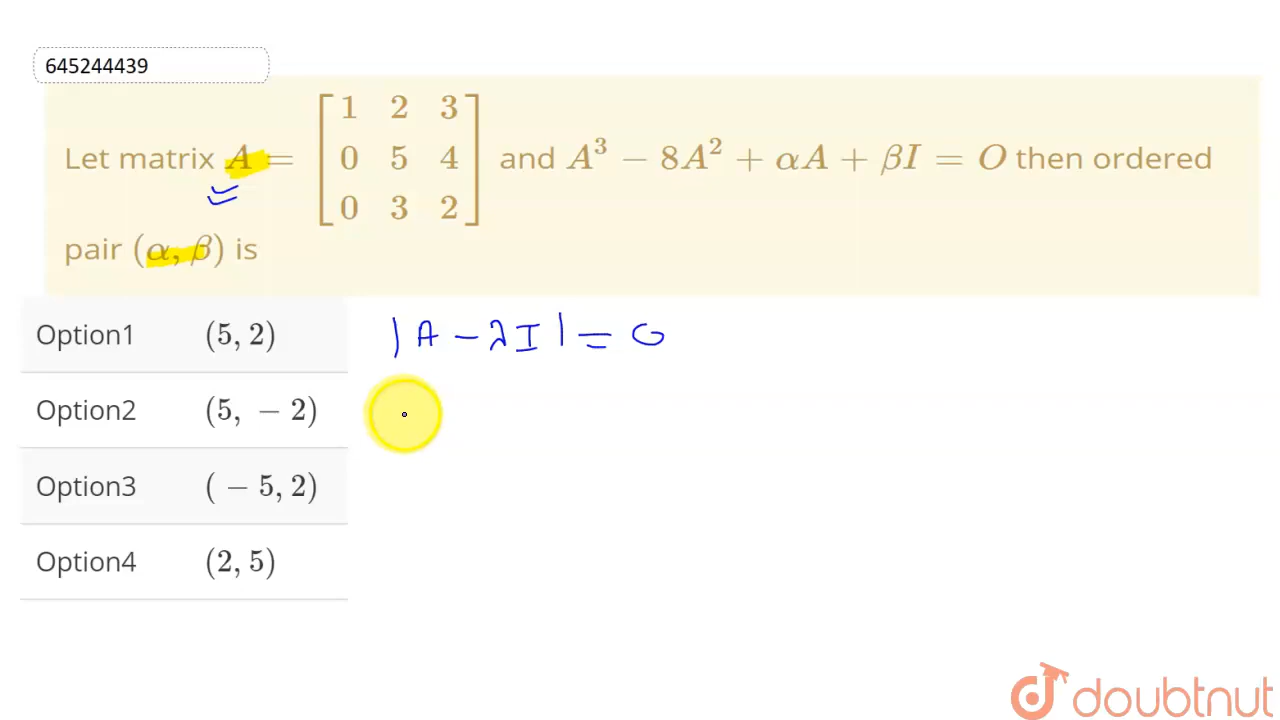 645244439
Let matrix A = [1 2 3; 0 5 4; 0 3 2] and A³ − 8A² + αA + βI = O then ordered
pair (α, β) is
Option1 (5, 2)
|A − λI| = 0
Option2 (5, − 2)
Option3 ( − 5, 2)
Option4 (2, 5)
doubtnut